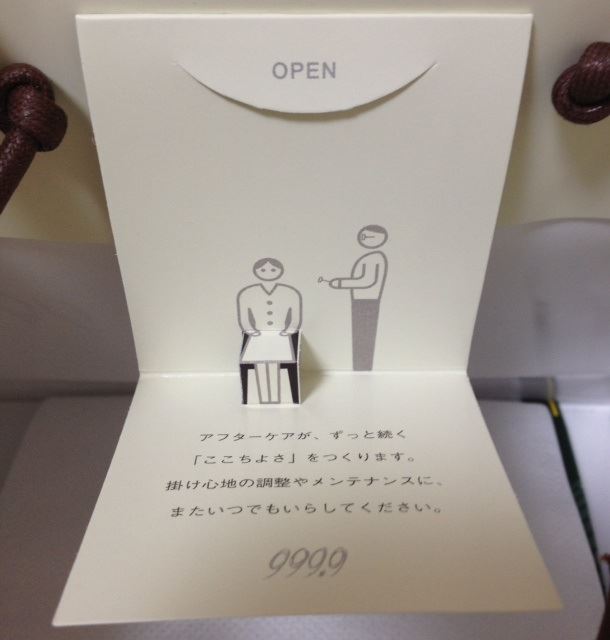 OPEN
アフターケアが、ずっと続く
「ここちよさ」をつくります。
掛け心地の調整やメンテナンスに、
またいつでもいらしてください。
999.9